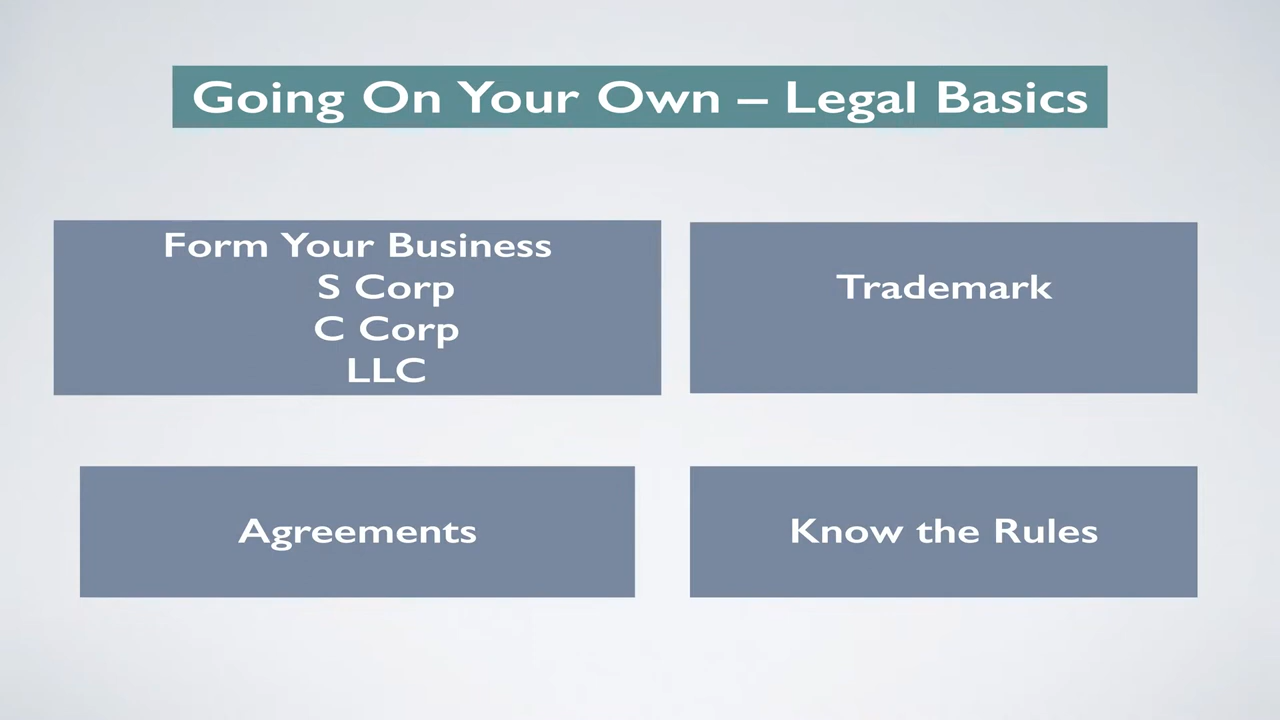 Going On Your Own – Legal Basics
Form Your Business
S Corp
C Corp
LLC
Trademark
Agreements
Know the Rules